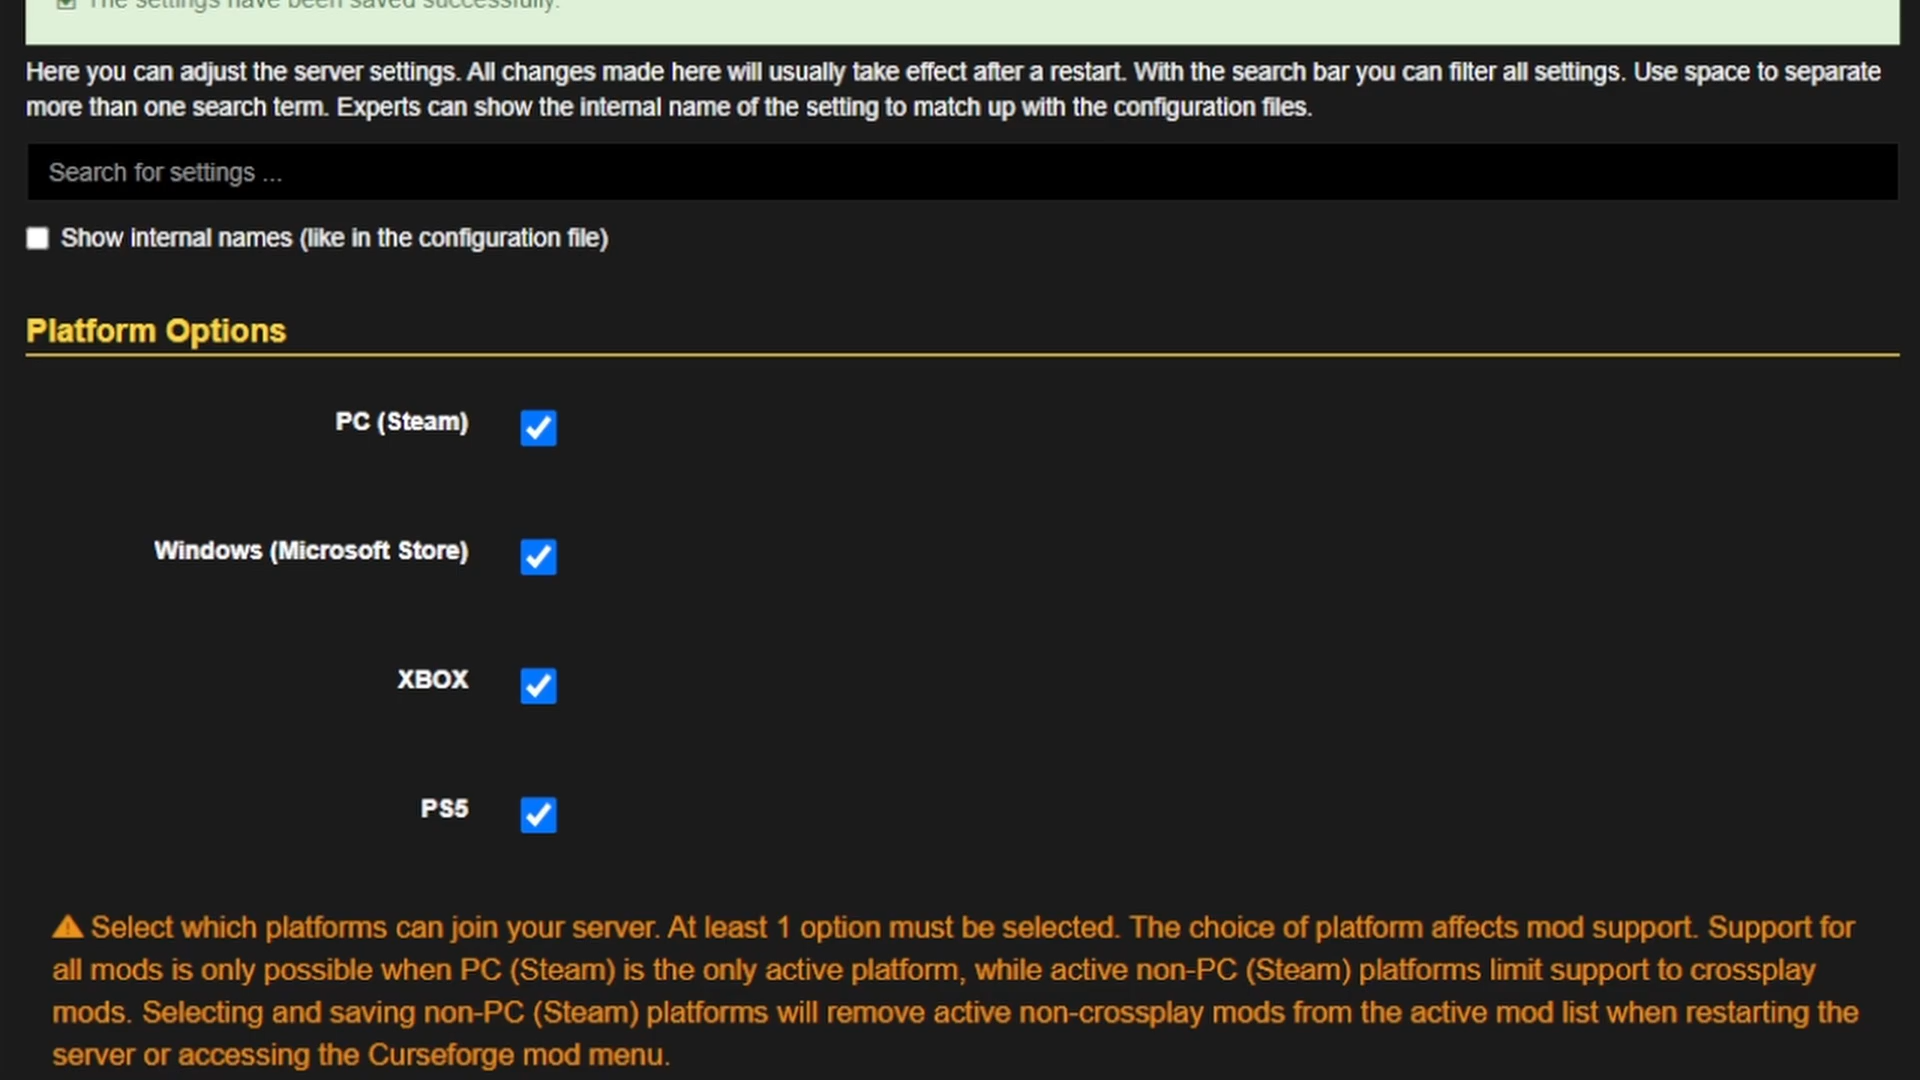 The settings have been saved successfully.
Here you can adjust the server settings. All changes made here will usually take effect after a restart. With the search bar you can filter all settings. Use space to separate
more than one search term. Experts can show the internal name of the setting to match up with the configuration files.
Search for settings ...
Show internal names (like in the configuration file)
Platform Options
PC (Steam)
Windows (Microsoft Store)
XBOX
PS5
Select which platforms can join your server. At least 1 option must be selected. The choice of platform affects mod support. Support for
all mods is only possible when PC (Steam) is the only active platform, while active non-PC (Steam) platforms limit support to crossplay
mods. Selecting and saving non-PC (Steam) platforms will remove active non-crossplay mods from the active mod list when restarting the
server or accessing the Curseforge mod menu.